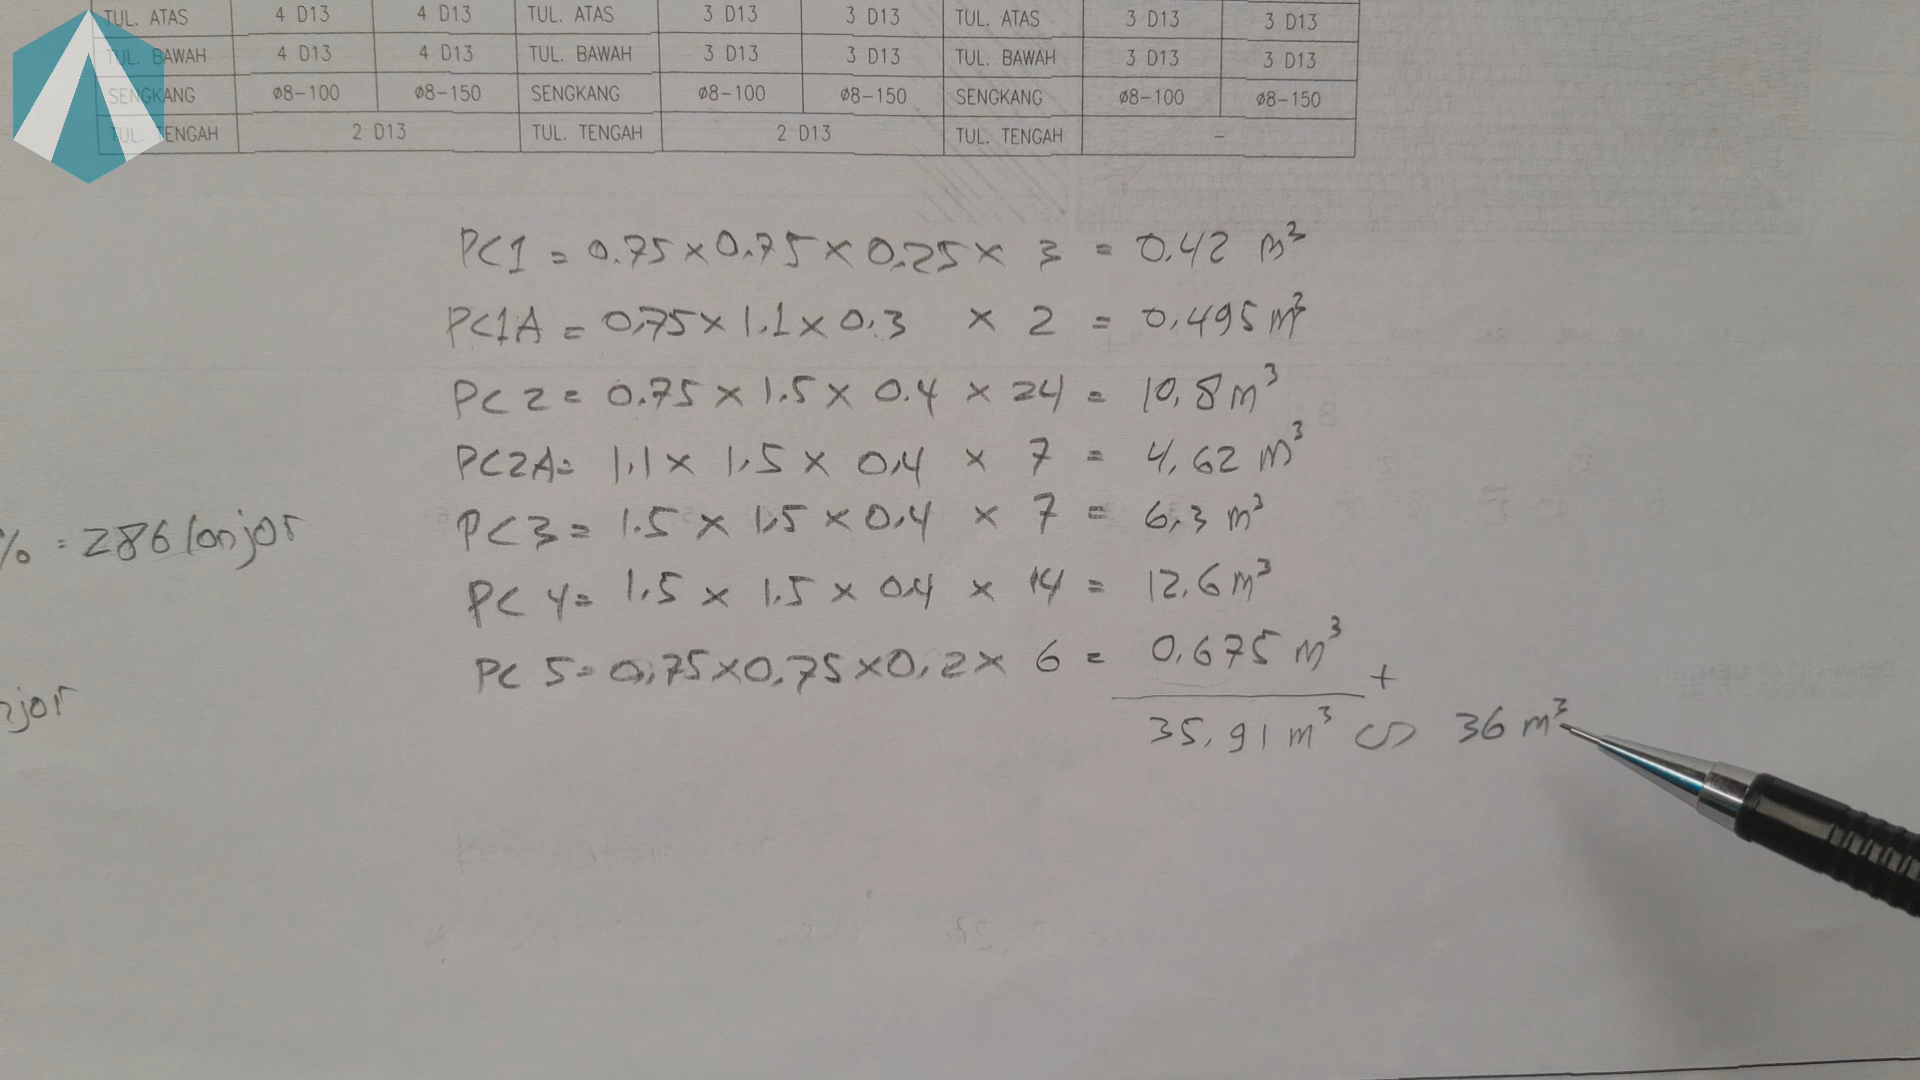 TUL. ATAS 4 D13 4 D13 TUL. ATAS 3 D13 3 D13 TUL. ATAS 3 D13 3 D13
TUL. BAWAH 4 D13 4 D13 TUL. BAWAH 3 D13 3 D13 TUL. BAWAH 3 D13 3 D13
SENGKANG ø8-100 ø8-150 SENGKANG ø8-100 ø8-150 SENGKANG ø8-100 ø8-150
TUL. TENGAH 2 D13 TUL. TENGAH 2 D13 TUL. TENGAH -
PC1 = 0.75 x 0.75 x 0.25 x 3 = 0.42 m³
PC1A = 0.75 x 1.1 x 0.3 x 2 = 0,495 m³
PC2 = 0.75 x 1.5 x 0.4 x 24 = 10,8 m³
PC2A = 1,1 x 1,5 x 0,4 x 7 = 4,62 m³
PC3 = 1.5 x 1,5 x 0,4 x 7 = 6,3 m³
% = 286 lonjor
PC 4 = 1.5 x 1.5 x 0.4 x 14 = 12.6 m³
PC 5 = 0,75 x 0,75 x 0,2 x 6 = 0,675 m³ +
njor
35,91 m³ ∽ 36 m³